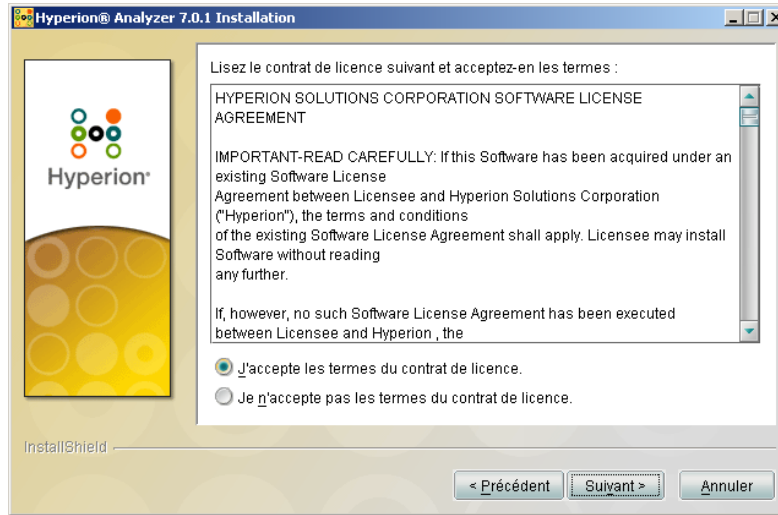 Hyperion® Analyzer 7.0.1 Installation
Hyperion
Lisez le contrat de licence suivant et acceptez-en les termes :
HYPERION SOLUTIONS CORPORATION SOFTWARE LICENSE
AGREEMENT
IMPORTANT-READ CAREFULLY: If this Software has been acquired under an
existing Software License
Agreement between Licensee and Hyperion Solutions Corporation
("Hyperion"), the terms and conditions
of the existing Software License Agreement shall apply. Licensee may install
Software without reading
any further.
If, however, no such Software License Agreement has been executed
between Licensee and Hyperion , the
J'accepte les termes du contrat de licence.
Je n'accepte pas les termes du contrat de licence.
InstallShield
< Précédent
Suivant >
Annuler